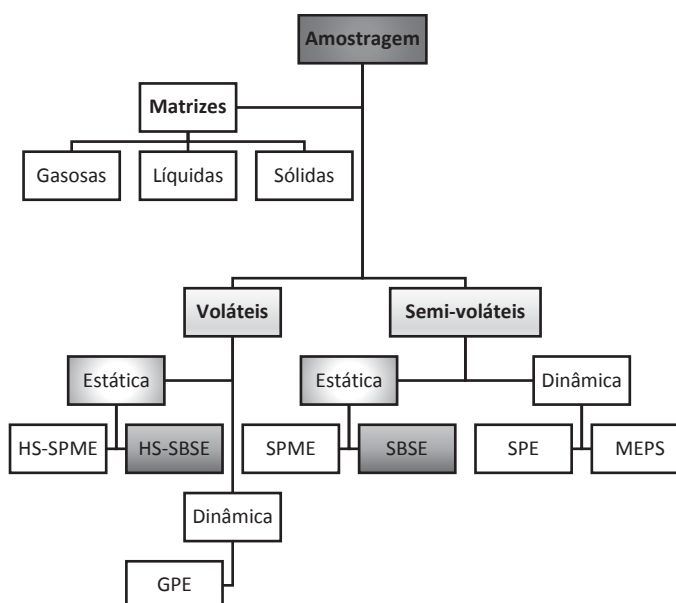 Amostragem
Matrizes
Gasosas
Líquidas
Sólidas
Voláteis
Semi-voláteis
Estática
Estática
Dinâmica
HS-SPME
HS-SBSE
SPME
SBSE
SPE
MEPS
Dinâmica
GPE